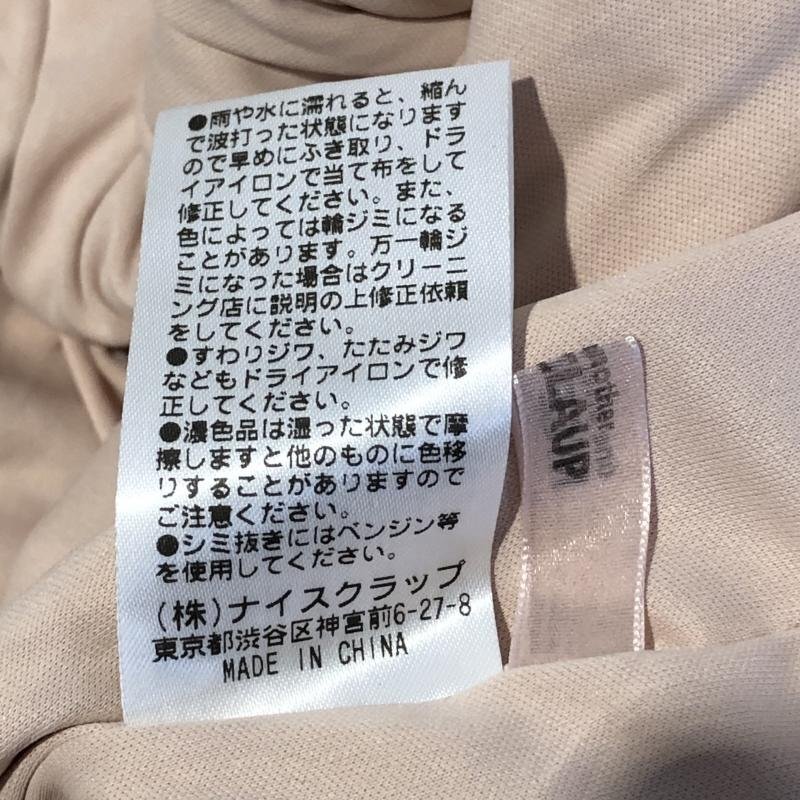 ●雨や水に濡れると、縮ん
で波打った状態になります
ので早めにふき取り、ドラ
イアイロンで当て布をして
修正してください。また、
色によっては輪ジミになる
ことがあります。万一輪ジ
ミになった場合はクリーニ
ング店に説明の上修正依頼
をしてください。
●すわりジワ、たたみジワ
などもドライアイロンで修
正してください。
●濃色品は湿った状態で摩
擦しますと他のものに色移
りすることがありますので
ご注意ください。
●シミ抜きにはベンジン等
を使用してください。
(株)ナイスクラップ
東京都渋谷区神宮前6-27-8
MADE IN CHINA